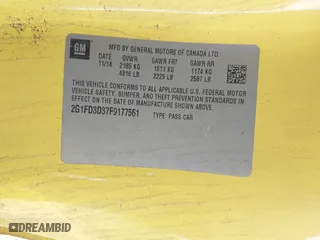 GM
MFD BY GENERAL MOTORS OF CANADA LTD.
DATE GVWR GAWR FRT GAWR RR
11/14 2185 KG 1011 KG 1174 KG
4816 LB 2229 LB 2587 LB
THIS VEHICLE CONFORMS TO ALL APPLICABLE U.S. FEDERAL MOTOR
VEHICLE SAFETY, BUMPER, AND THEFT PREVENTION STANDARDS IN
EFFECT ON THE DATE OF MANUFACTURE SHOWN ABOVE.
2G1FD3D37F9177561 TYPE: PASS CAR
DREAMBID